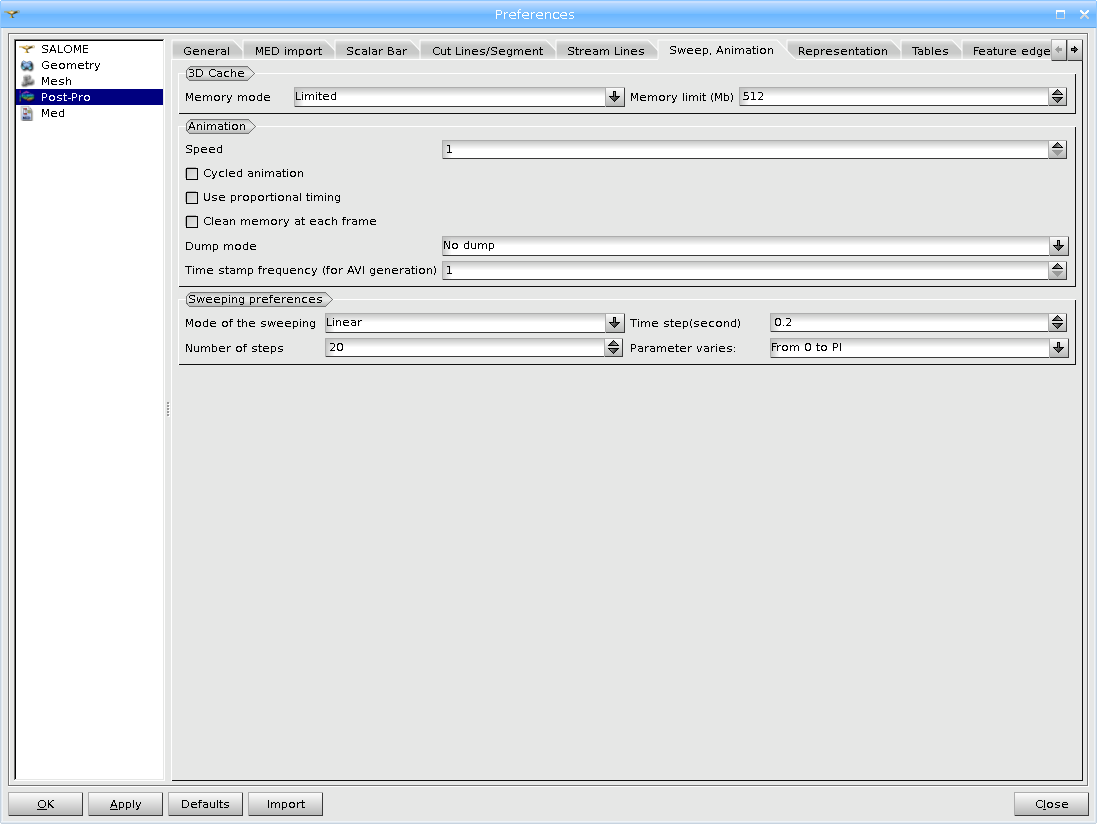 Preferences
SALOME
Geometry
Mesh
Post-Pro
Med
General MED import Scalar Bar Cut Lines/Segment Stream Lines Sweep, Animation Representation Tables Feature edge
3D Cache
Memory mode Limited Memory limit (Mb) 512
Animation
Speed 1
Cycled animation
Use proportional timing
Clean memory at each frame
Dump mode No dump
Time stamp frequency (for AVI generation) 1
Sweeping preferences
Mode of the sweeping Linear Time step(second) 0.2
Number of steps 20 Parameter varies: From 0 to PI
OK Apply Defaults Import Close